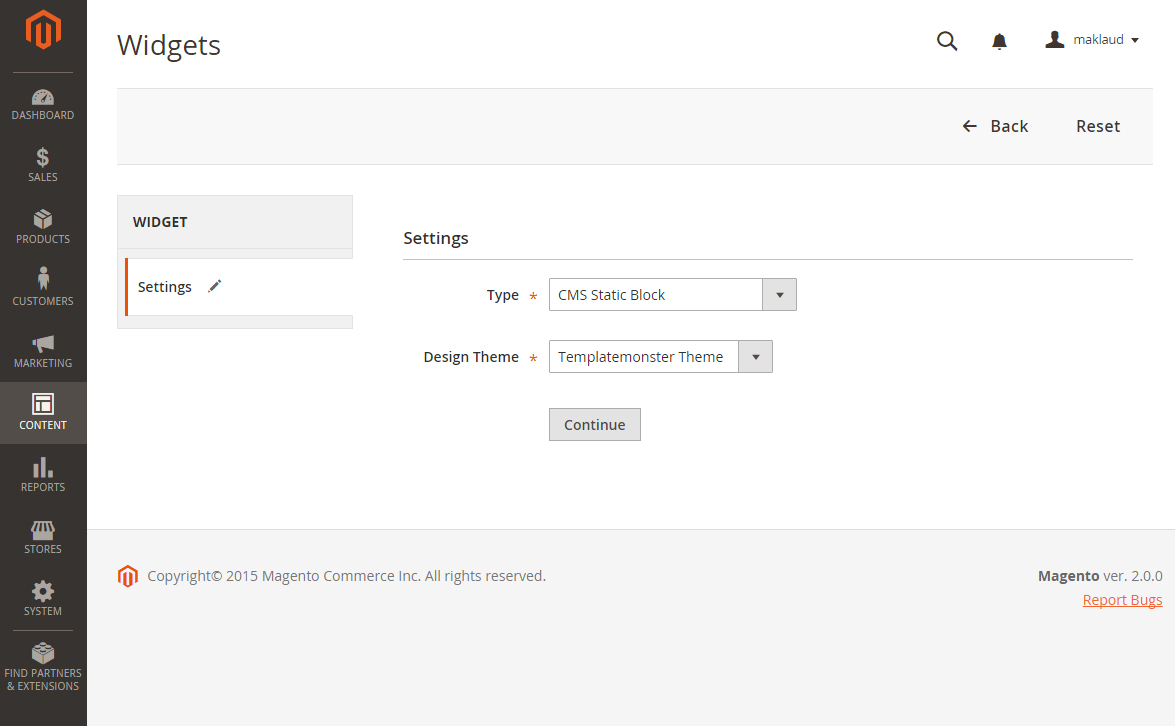 Widgets
maklaud
Back
Reset
DASHBOARD
SALES
PRODUCTS
CUSTOMERS
MARKETING
CONTENT
REPORTS
STORES
SYSTEM
FIND PARTNERS
& EXTENSIONS
WIDGET
Settings
Settings
Type *
CMS Static Block
Design Theme *
Templatemonster Theme
Continue
Copyright© 2015 Magento Commerce Inc. All rights reserved.
Magento ver. 2.0.0
Report Bugs